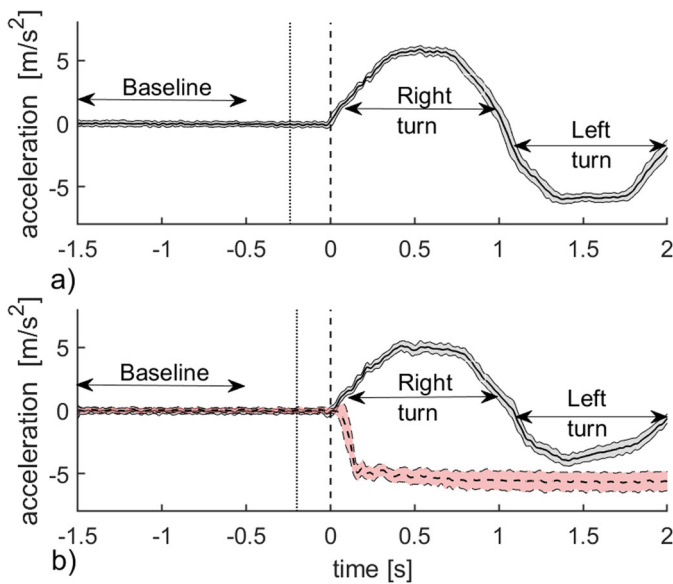 acceleration [m/s²]
5
0
-5
Baseline
Right
turn
Left
turn
-1.5 -1 -0.5 0 0.5 1 1.5 2
a)
acceleration [m/s²]
5
0
-5
Baseline
Right
turn
Left
turn
-1.5 -1 -0.5 0 0.5 1 1.5 2
b)
time [s]